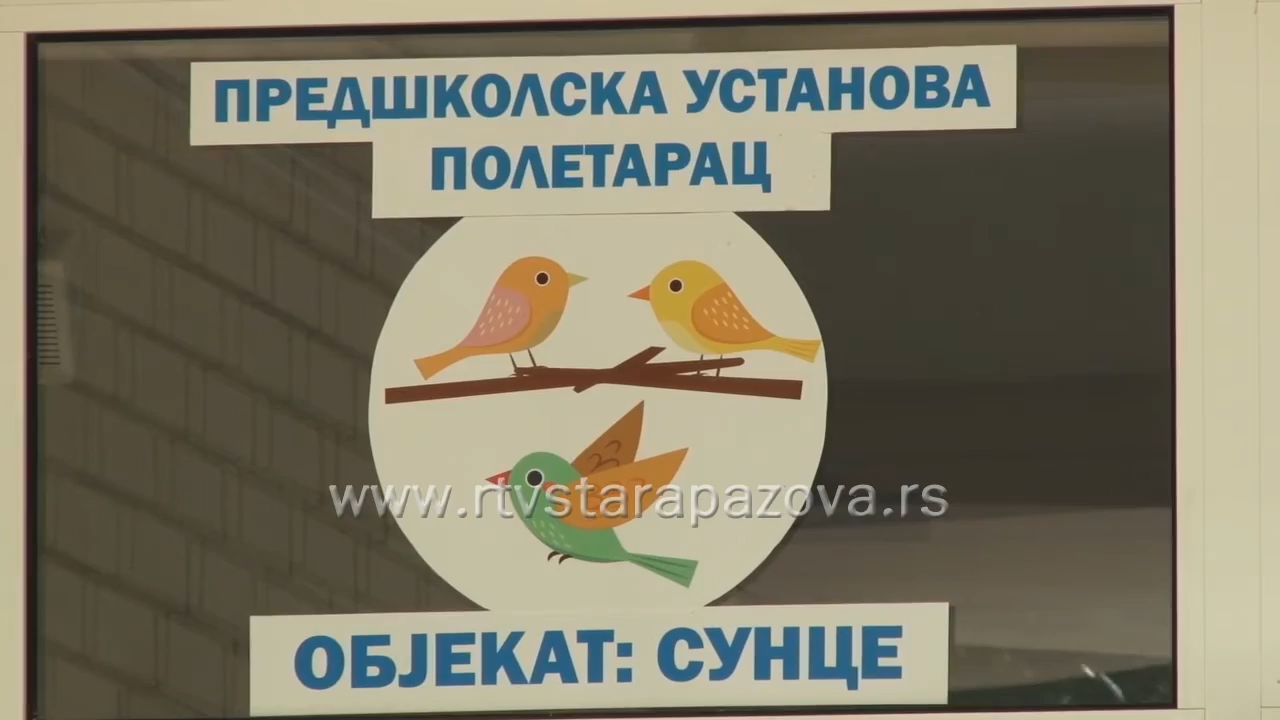 ПРЕДШКОЛСКА УСТАНОВА
ПОЛЕТАРАЦ
www.rtvstarapazova.rs
ОБЈЕКАТ: СУНЦЕ